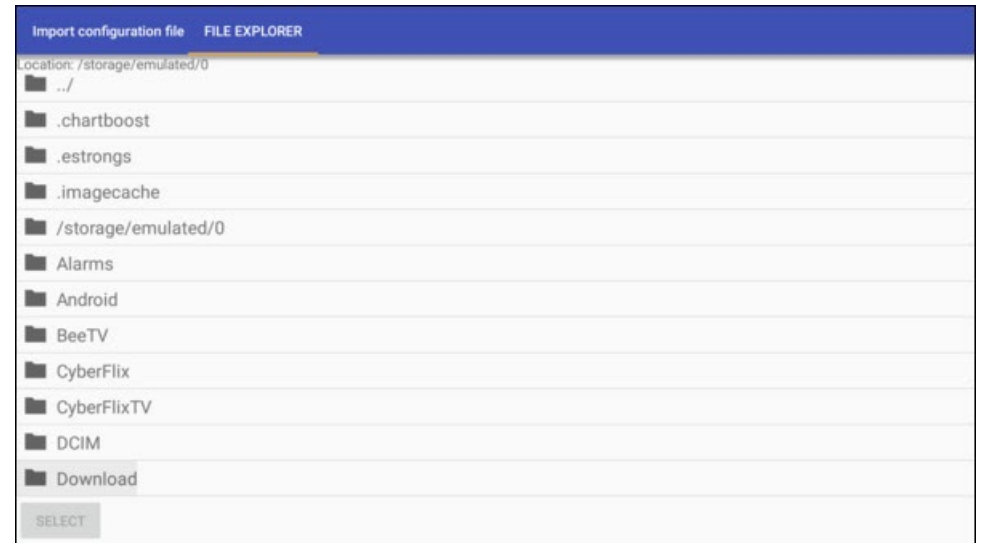 Import configuration file FILE EXPLORER
Location: /storage/emulated/0
../
.chartboost
.estrongs
.imagecache
/storage/emulated/0
Alarms
Android
BeeTV
CyberFlix
CyberFlixTV
DCIM
Download
SELECT